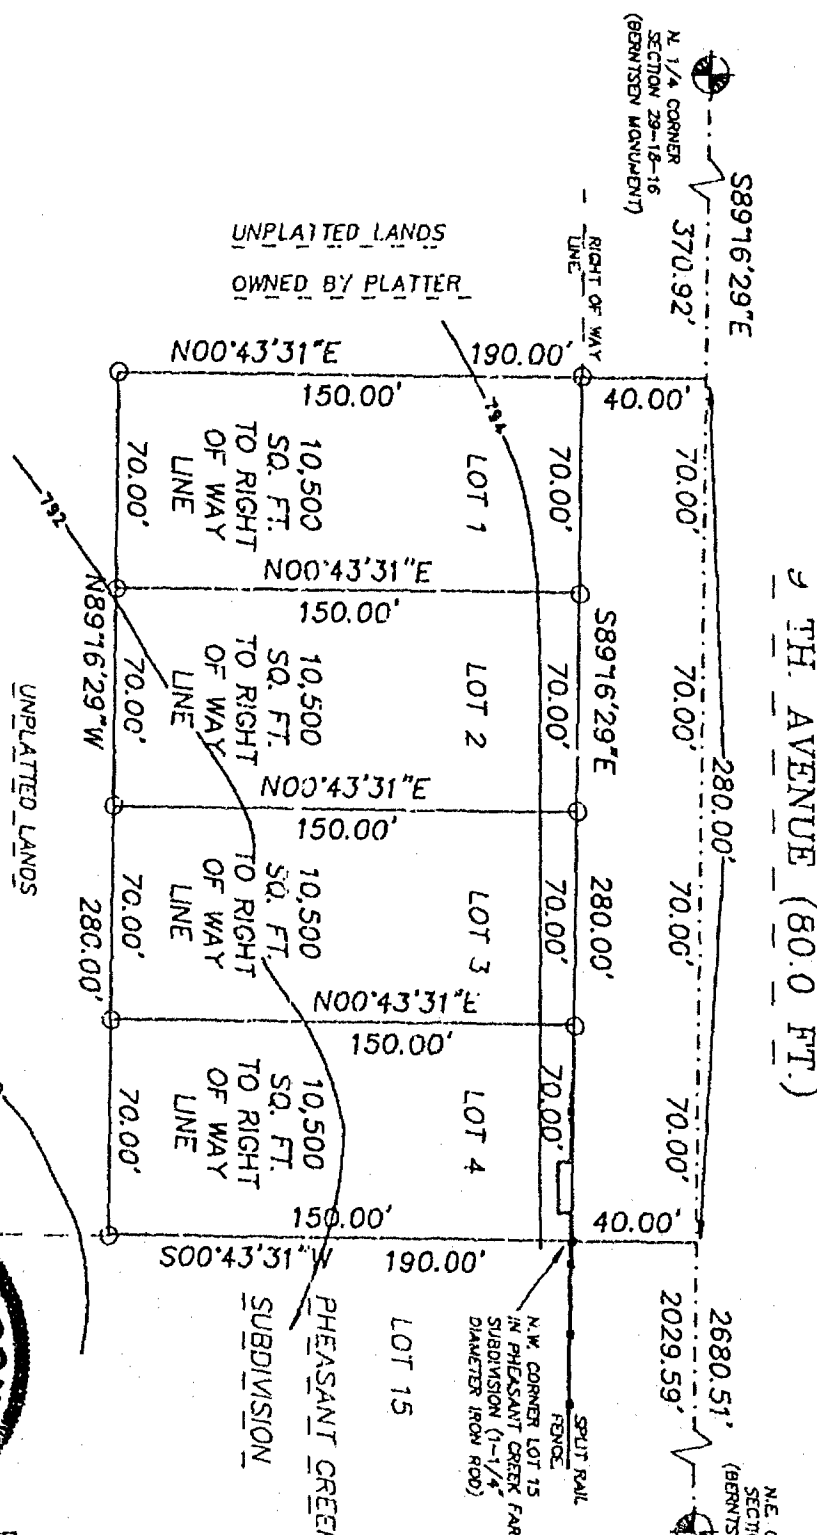 TH. AVENUE (80.0 FT.)
S89°16'29"E
370.92'
280.00'
2680.51'
2029.59'
N. 1/4 CORNER
SECTION 29-18-16
(BERNTSEN MONUMENT)
N.E.
(BERNTS
70.00'
70.00'
70.00'
70.00'
40.00'
40.00'
RIGHT OF WAY
LINE
S89°16'29"E
280.00'
SPLIT RAIL
FENCE
N.W. CORNER LOT 15
IN PHEASANT CREEK FAR
SUBDIVISION (1-1/4"
DIAMETER IRON ROD)
UNPLATTED LANDS
OWNED BY PLATTER
190.00'
N00°43'31"E
150.00'
794
70.00'
LOT 1
10,500
SQ. FT.
TO RIGHT
OF WAY
LINE
70.00'
N00°43'31"E
150.00'
70.00'
LOT 2
10,500
SQ. FT.
TO RIGHT
OF WAY
LINE
70.00'
N00°43'31"E
150.00'
70.00'
LOT 3
10,500
SQ. FT.
TO RIGHT
OF WAY
LINE
70.00'
N00°43'31"E
150.00'
70.00'
LOT 4
10,500
SQ. FT.
TO RIGHT
OF WAY
LINE
70.00'
150.00'
S00°43'31"W
190.00'
LOT 15
PHEASANT CREEK
SUBDIVISION
792
N89°16'29"W
280.00'
UNPLATTED LANDS